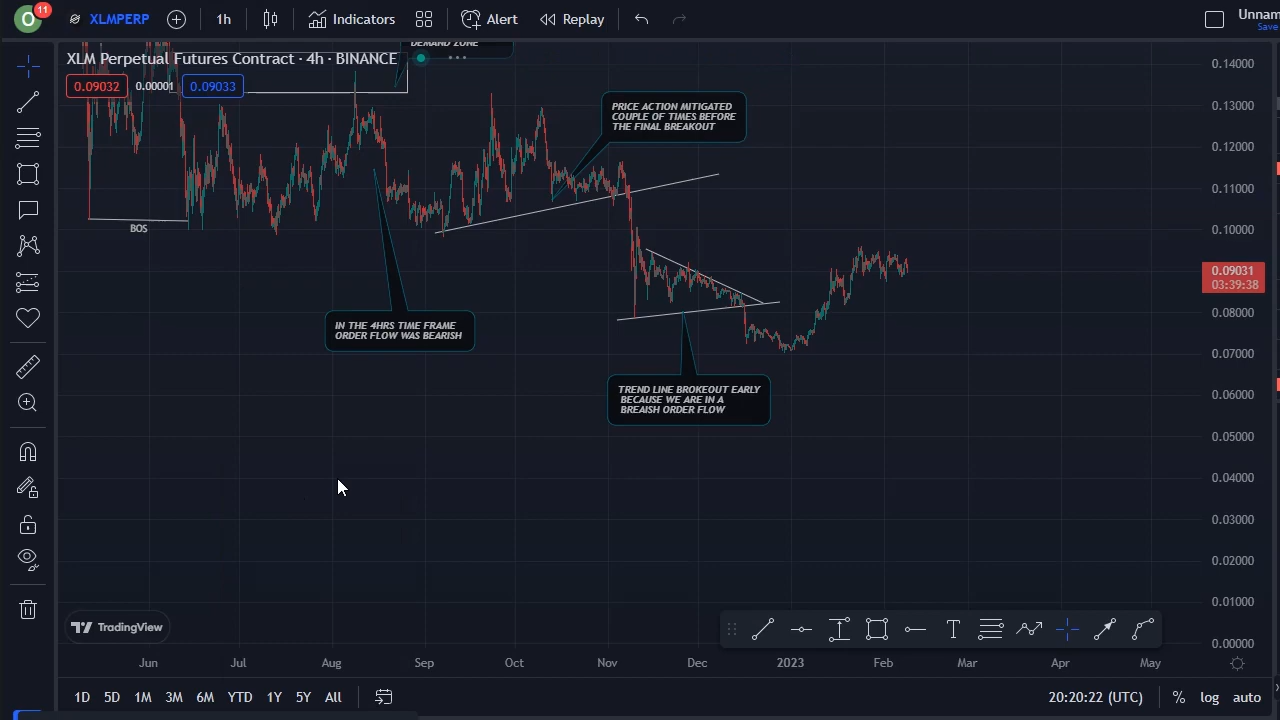 O
11
XLMPERP
1h
Indicators
Alert
Replay
Unnam
Save
DEMAND ZONE
XLM Perpetual Futures Contract · 4h · BINANCE
0.09032
0.00001
0.09033
PRICE ACTION MITIGATED
COUPLE OF TIMES BEFORE
THE FINAL BREAKOUT
BOS
IN THE 4HRS TIME FRAME
ORDER FLOW WAS BEARISH
TREND LINE BROKEOUT EARLY
BECAUSE WE ARE IN A
BREAISH ORDER FLOW
0.14000
0.13000
0.12000
0.11000
0.10000
0.09031
03:39:38
0.08000
0.07000
0.06000
0.05000
0.04000
0.03000
0.02000
0.01000
0.00000
TradingView
T
Jun Jul Aug Sep Oct Nov Dec 2023 Feb Mar Apr May
1D 5D 1M 3M 6M YTD 1Y 5Y All
20:20:22 (UTC) % log auto